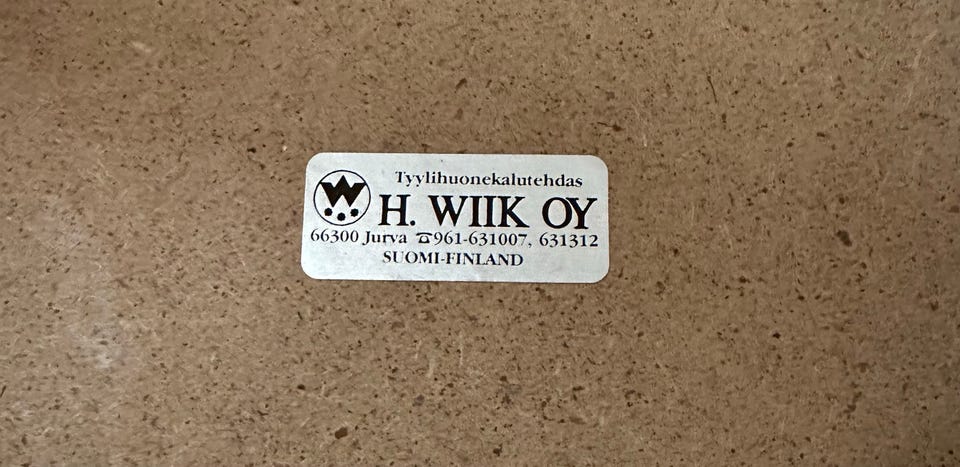 W
Tyylihuonekalutehdas
H. WIIK OY
66300 Jurva ☎961-631007, 631312
SUOMI-FINLAND